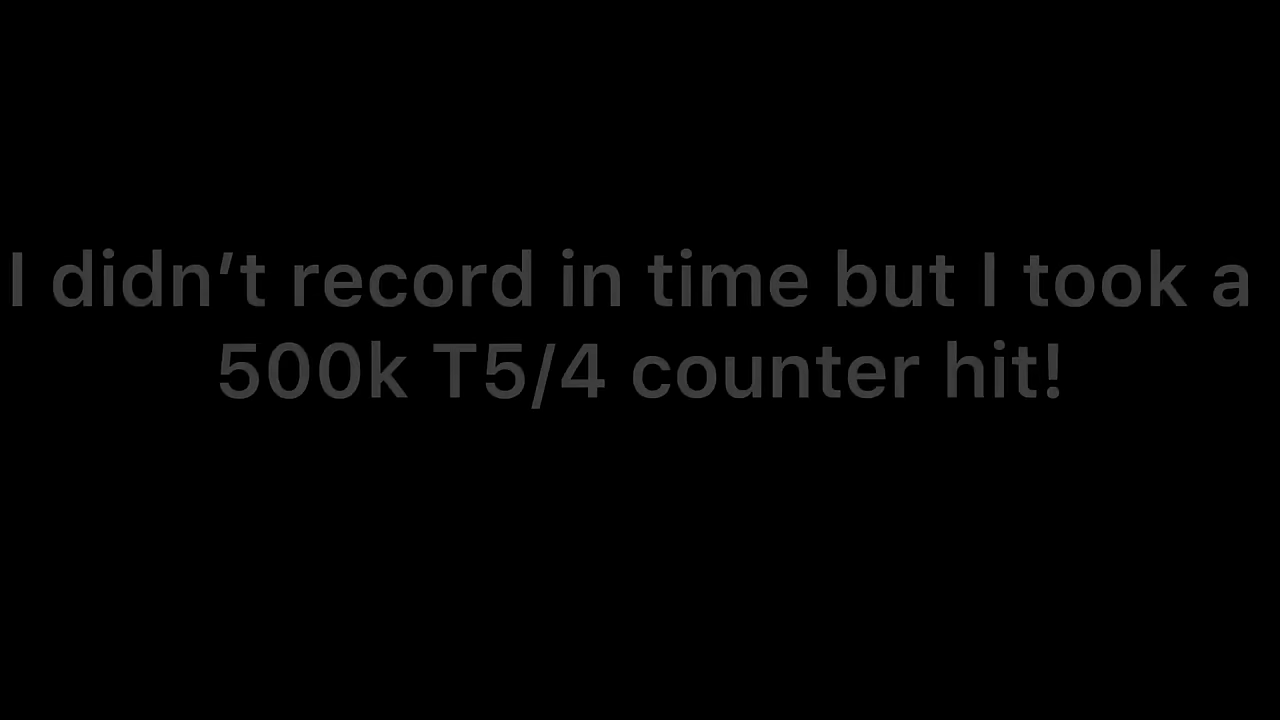 I didn’t record in time but I took a
500k T5/4 counter hit!